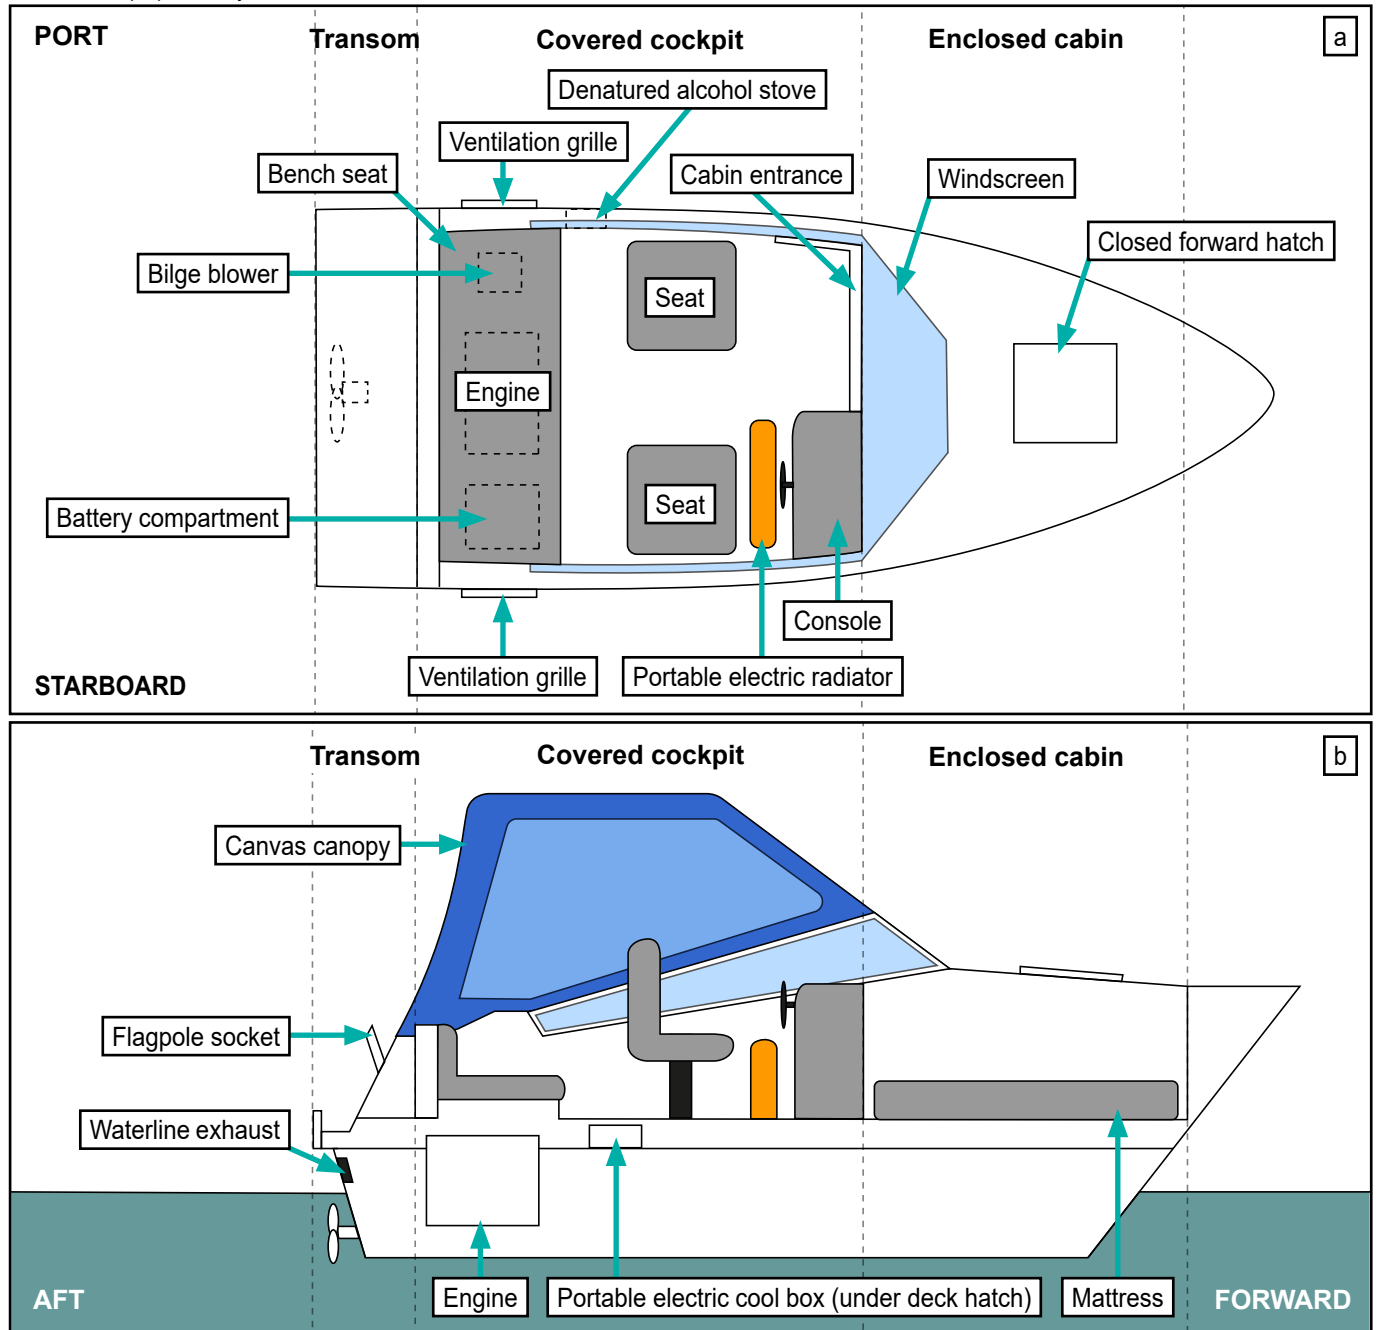 PORT
Transom
Covered cockpit
Enclosed cabin
a
Denatured alcohol stove
Ventilation grille
Bench seat
Cabin entrance
Windscreen
Closed forward hatch
Bilge blower
Seat
Engine
Battery compartment
Seat
Console
Ventilation grille
Portable electric radiator
STARBOARD
Transom
Covered cockpit
Enclosed cabin
b
Canvas canopy
Flagpole socket
Waterline exhaust
AFT
Engine
Portable electric cool box (under deck hatch)
Mattress
FORWARD